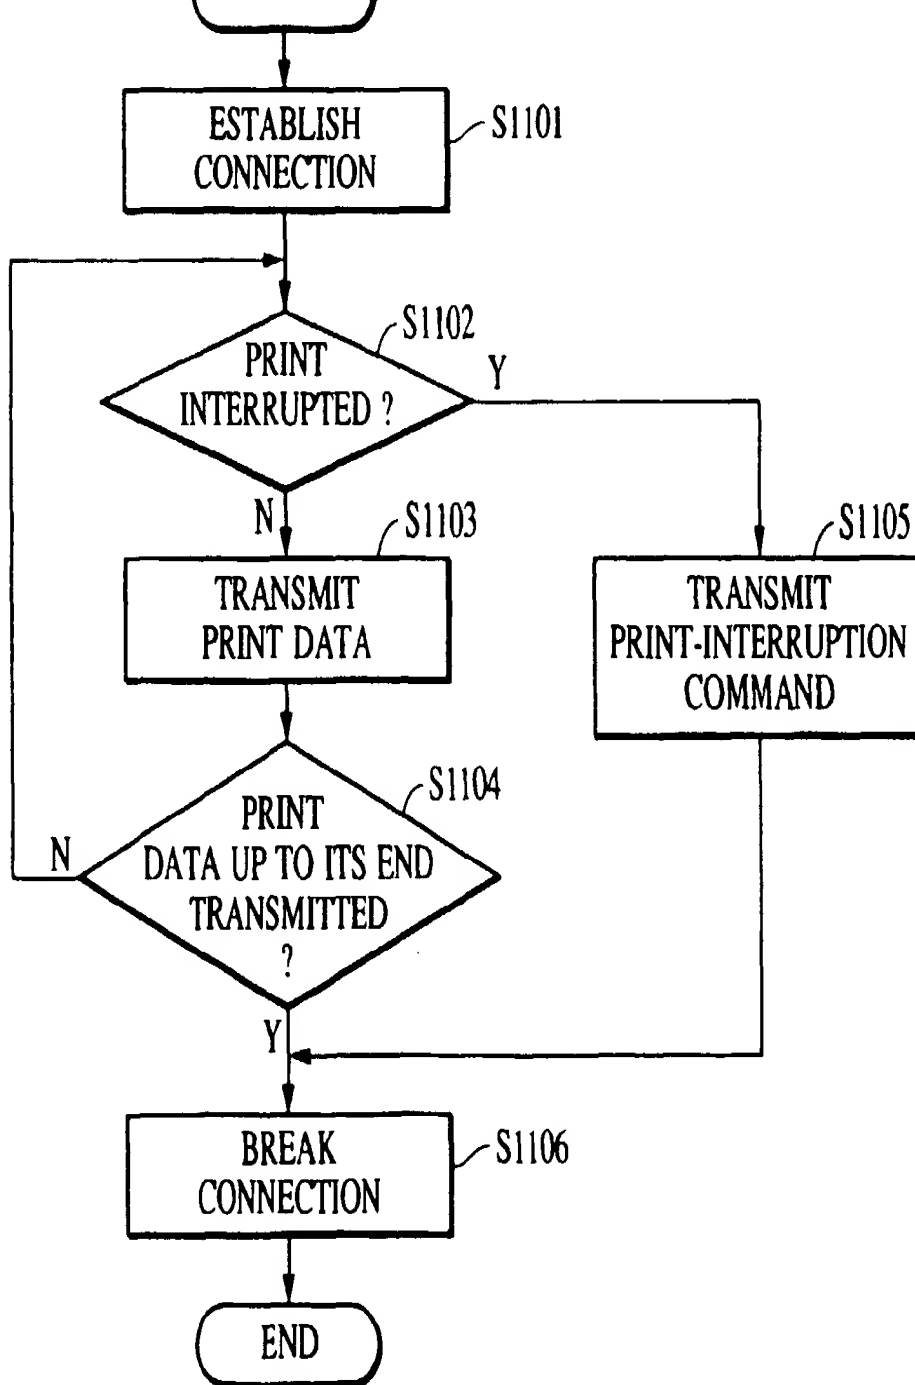 ESTABLISH
CONNECTION
S1101
S1102
PRINT
INTERRUPTED ?
Y
N
S1103
TRANSMIT
PRINT DATA
S1105
TRANSMIT
PRINT-INTERRUPTION
COMMAND
S1104
PRINT
DATA UP TO ITS END
TRANSMITTED
?
N
Y
BREAK
CONNECTION
S1106
END